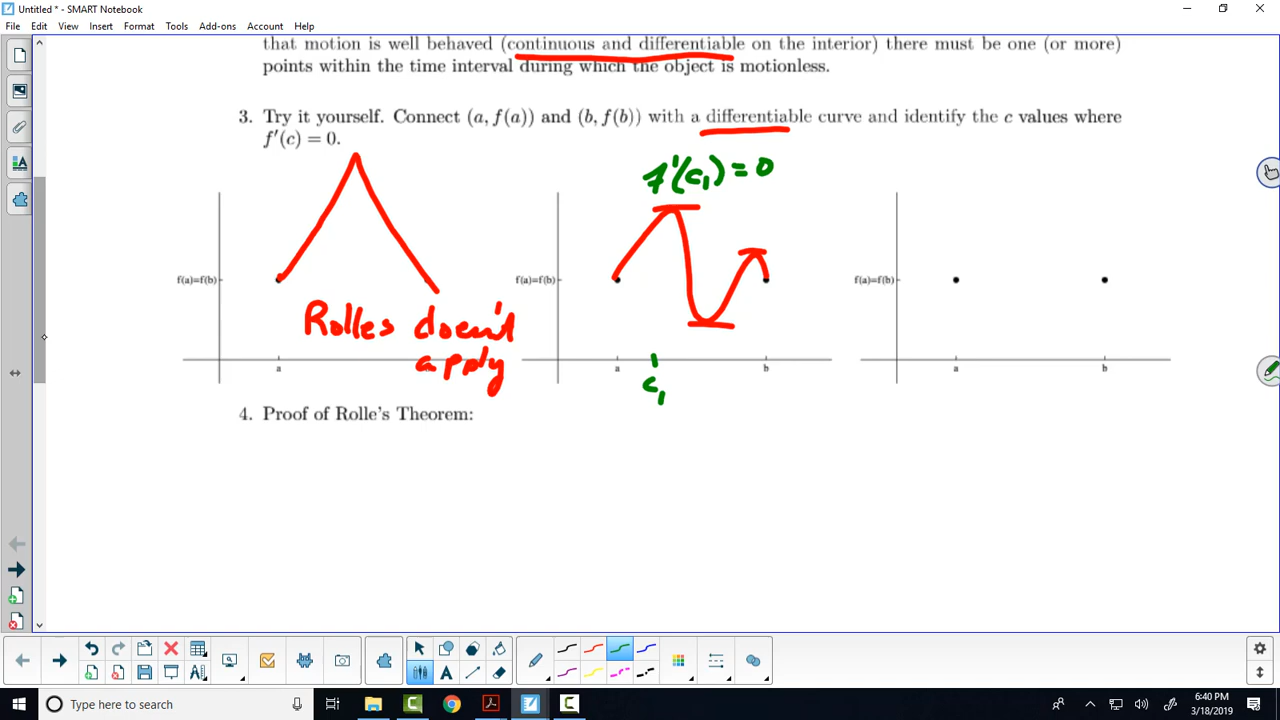 Untitled * - SMART Notebook
File Edit View Insert Format Tools Add-ons Account Help
that motion is well behaved (continuous and differentiable on the interior) there must be one (or more)
points within the time interval during which the object is motionless.
3. Try it yourself. Connect (a, f(a)) and (b, f(b)) with a differentiable curve and identify the c values where
f′(c) = 0.
f'(c₁) = 0
f(a)=f(b)
f(a)=f(b)
f(a)=f(b)
Rolles doesn't
apply
a
a
b
a
b
c₁
4. Proof of Rolle's Theorem:
Type here to search
6:40 PM
3/18/2019